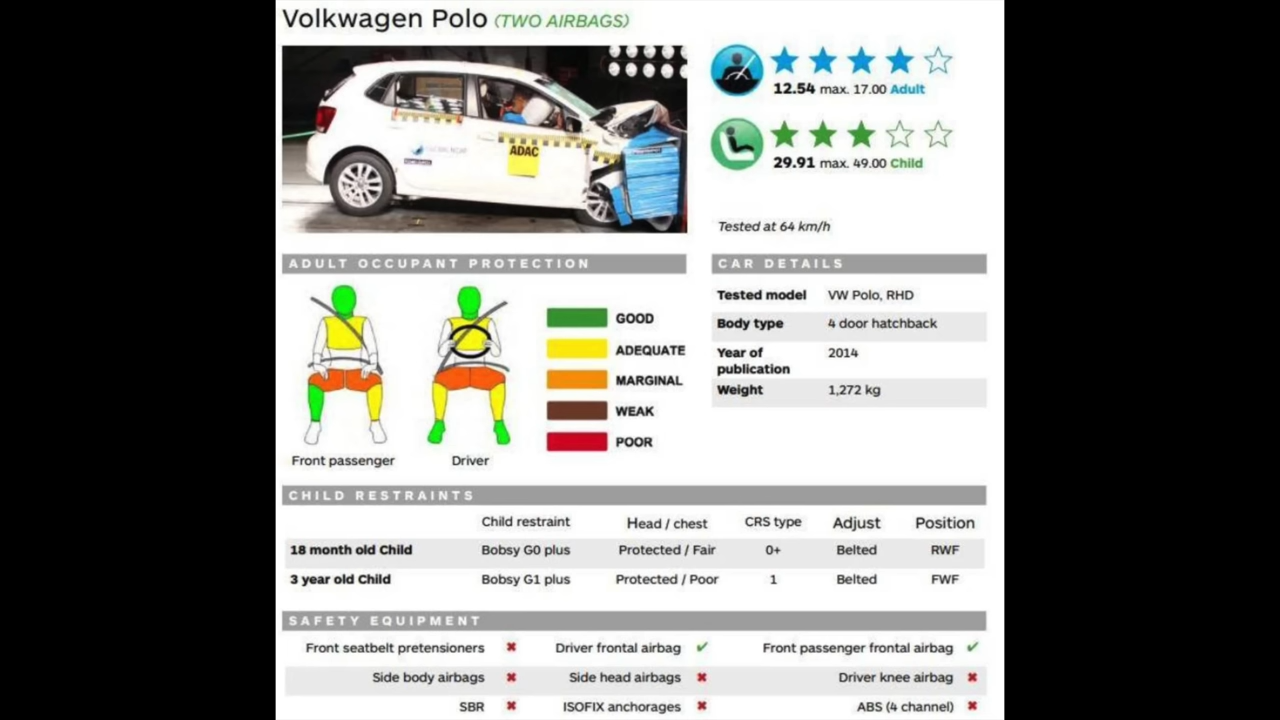 Volkwagen Polo (TWO AIRBAGS)
ADAC
12.54 max. 17.00 Adult
29.91 max. 49.00 Child
Tested at 64 km/h
ADULT OCCUPANT PROTECTION
GOOD
ADEQUATE
MARGINAL
WEAK
POOR
Front passenger Driver
CAR DETAILS
Tested model VW Polo, RHD
Body type 4 door hatchback
Year of 2014
publication
Weight 1,272 kg
CHILD RESTRAINTS
Child restraint Head / chest CRS type Adjust Position
18 month old Child Bobsy G0 plus Protected / Fair 0+ Belted RWF
3 year old Child Bobsy G1 plus Protected / Poor 1 Belted FWF
SAFETY EQUIPMENT
Front seatbelt pretensioners ✖ Driver frontal airbag ✔ Front passenger frontal airbag ✔
Side body airbags ✖ Side head airbags ✖ Driver knee airbag ✖
SBR ✖ ISOFIX anchorages ✖ ABS (4 channel) ✖